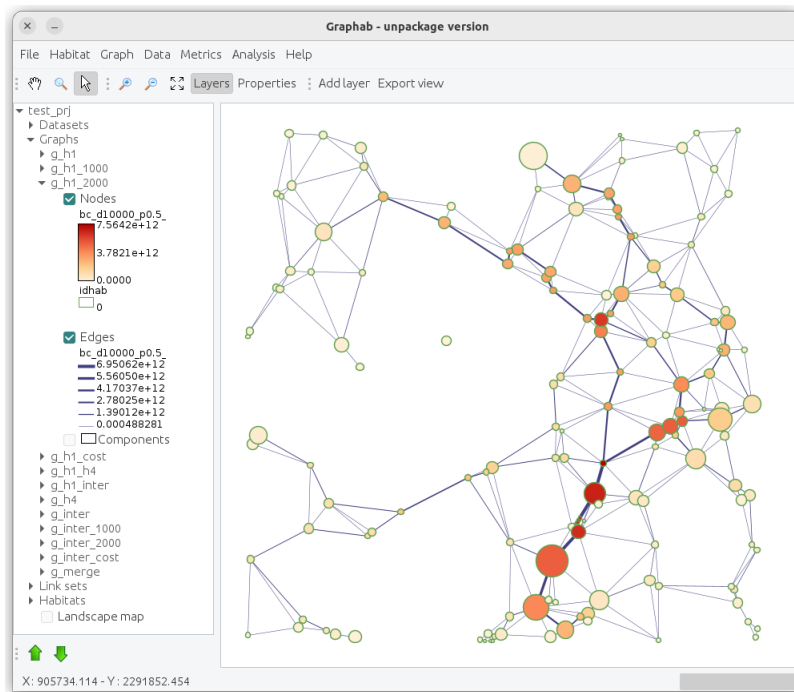 Graphab - unpackage version
File Habitat Graph Data Metrics Analysis Help
Layers Properties Add layer Export view
test_prj
Datasets
Graphs
g_h1
g_h1_1000
g_h1_2000
Nodes
bc_d10000_p0.5_
7.5642e+12
3.7821e+12
0.0000
idhab
0
Edges
bc_d10000_p0.5_
6.95062e+12
5.56050e+12
4.17037e+12
2.78025e+12
1.39012e+12
0.000488281
Components
g_h1_cost
g_h1_h4
g_h1_inter
g_h4
g_inter
g_inter_1000
g_inter_2000
g_inter_cost
g_merge
Link sets
Habitats
Landscape map
X: 905734.114 - Y : 2291852.454